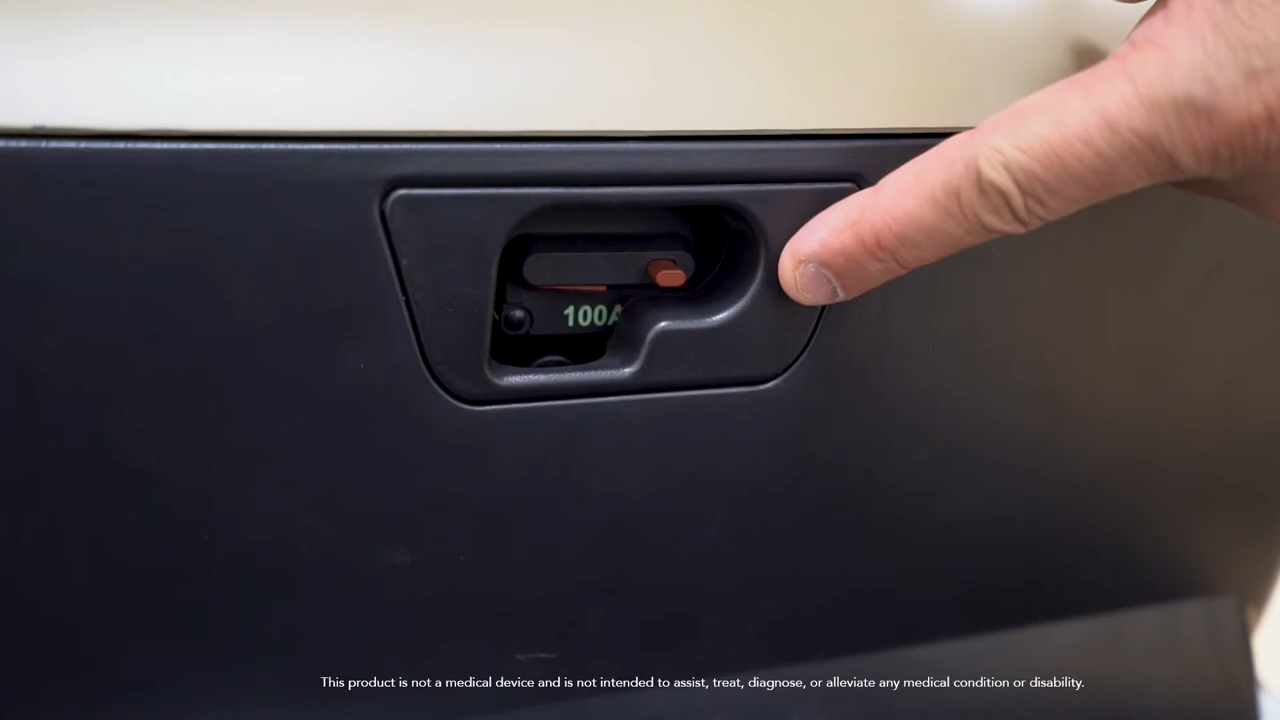 100A
This product is not a medical device and is not intended to assist, treat, diagnose, or alleviate any medical condition or disability.